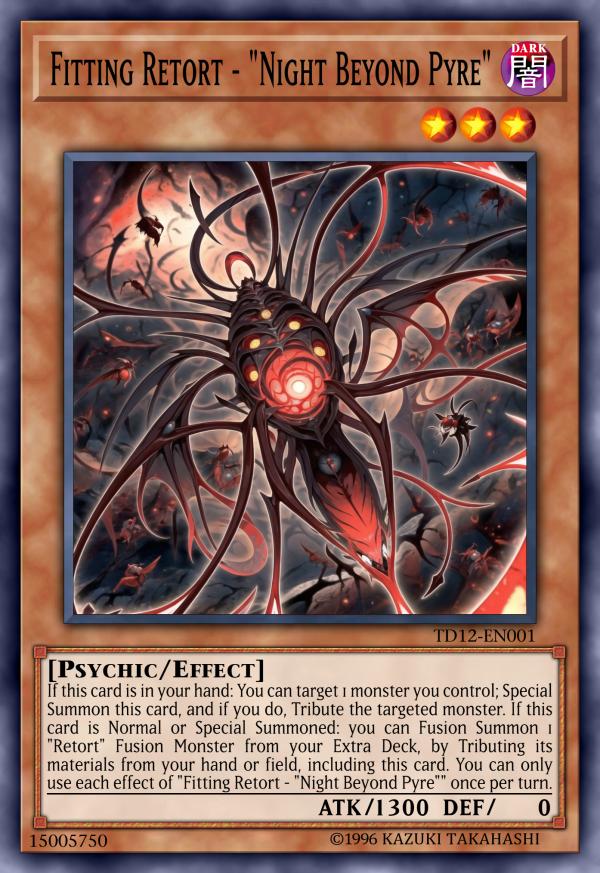 Fitting Retort - "Night Beyond Pyre"
DARK
闇
TD12-EN001
[Psychic/Effect]
If this card is in your hand: You can target 1 monster you control; Special
Summon this card, and if you do, Tribute the targeted monster. If this
card is Normal or Special Summoned: you can Fusion Summon 1
"Retort" Fusion Monster from your Extra Deck, by Tributing its
materials from your hand or field, including this card. You can only
use each effect of "Fitting Retort - "Night Beyond Pyre"" once per turn.
ATK/1300 DEF/ 0
15005750
©1996 KAZUKI TAKAHASHI